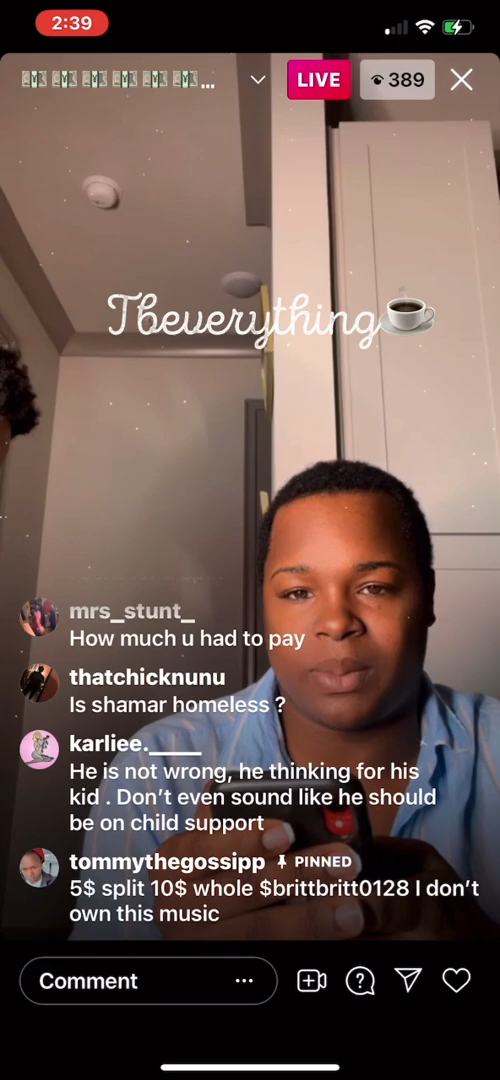 2:39
LIVE
389
Tbeverything
mrs_stunt_
How much u had to pay
thatchicknunu
Is shamar homeless ?
karliee._____
He is not wrong, he thinking for his
kid . Don’t even sound like he should
be on child support
tommythegossipp PINNED
5$ split 10$ whole $brittbritt0128 I don’t
own this music
Comment